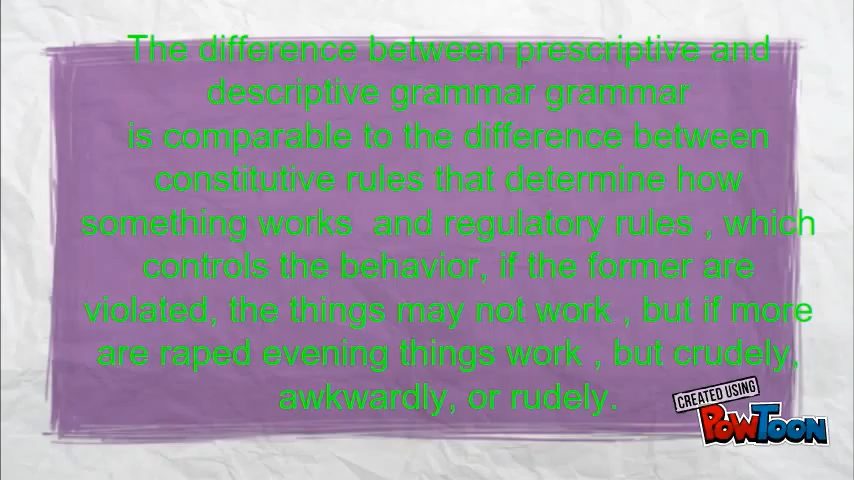 The difference between prescriptive and
descriptive grammar grammar
is comparable to the difference between
constitutive rules that determine how
something works  and regulatory rules , which
controls the behavior, if the former are
violated, the things may not work , but if more
are raped evening things work , but crudely,
awkwardly, or rudely.
CREATED USING
POWTOON